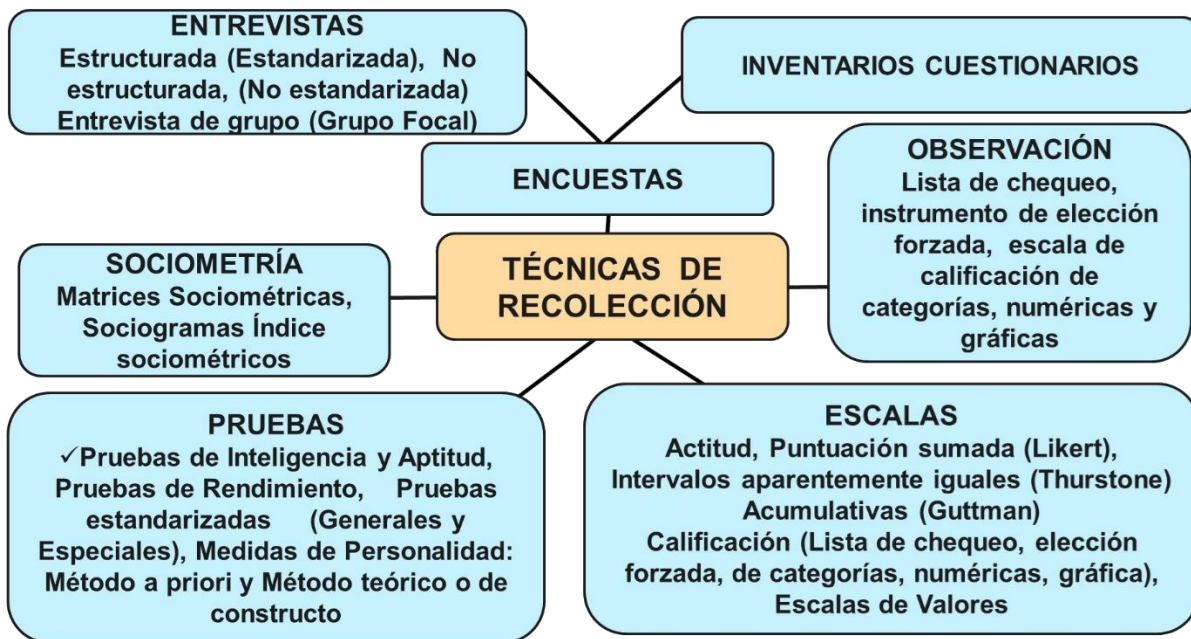 ENTREVISTAS
Estructurada (Estandarizada), No
estructurada, (No estandarizada)
Entrevista de grupo (Grupo Focal)
INVENTARIOS CUESTIONARIOS
ENCUESTAS
OBSERVACIÓN
Lista de chequeo,
instrumento de elección
forzada, escala de
calificación de
categorías, numéricas y
gráficas
SOCIOMETRÍA
Matrices Sociométricas,
Sociogramas Índice
sociométricos
TÉCNICAS DE
RECOLECCIÓN
PRUEBAS
✓Pruebas de Inteligencia y Aptitud,
Pruebas de Rendimiento, Pruebas
estandarizadas (Generales y
Especiales), Medidas de Personalidad:
Método a priori y Método teórico o de
constructo
ESCALAS
Actitud, Puntuación sumada (Likert),
Intervalos aparentemente iguales (Thurstone)
Acumulativas (Guttman)
Calificación (Lista de chequeo, elección
forzada, de categorías, numéricas, gráfica),
Escalas de Valores